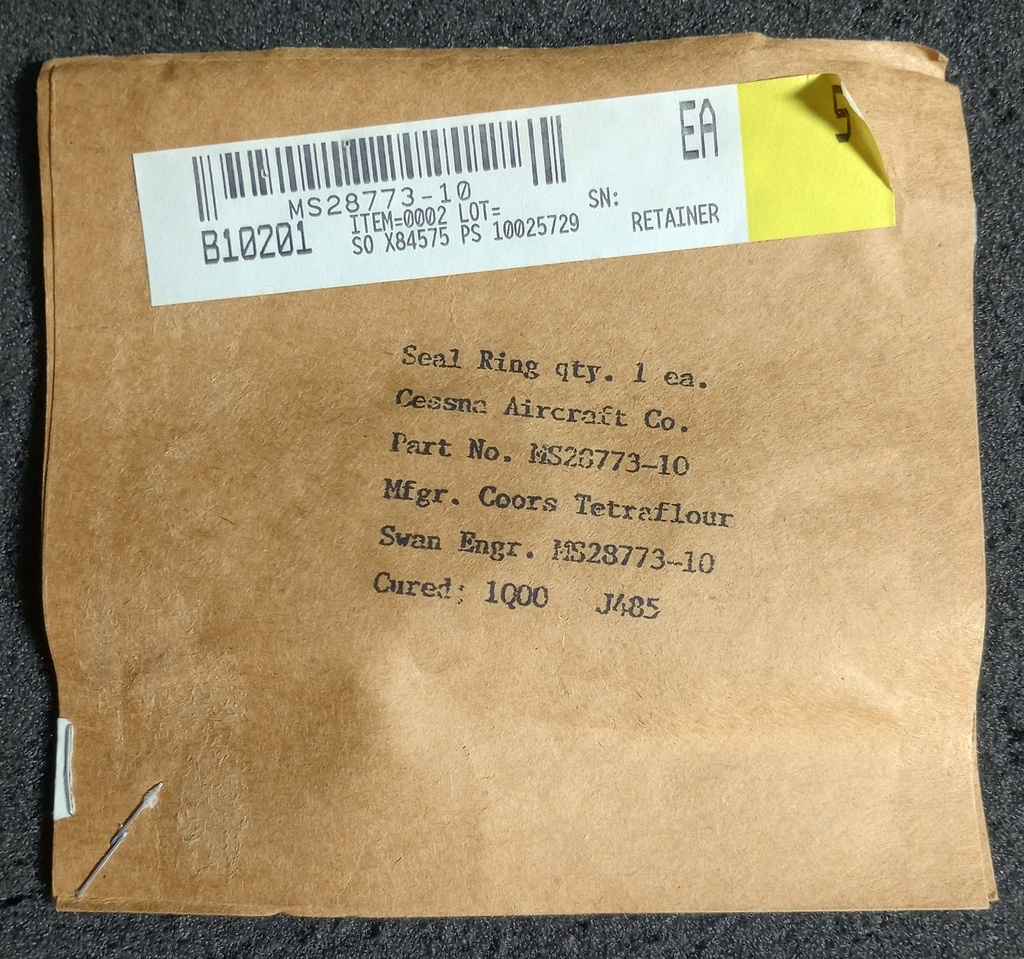 EA
5
MS28773-10
ITEM=0002 LOT=
SN:
B10201
SO X84575 PS 10025729
RETAINER
Seal Ring qty. 1 ea.
Cessna Aircraft Co.
Part No. MS28773-10
Mfgr. Coors Tetraflour
Swan Engr. MS28773-10
Cured: 1Q00 J485